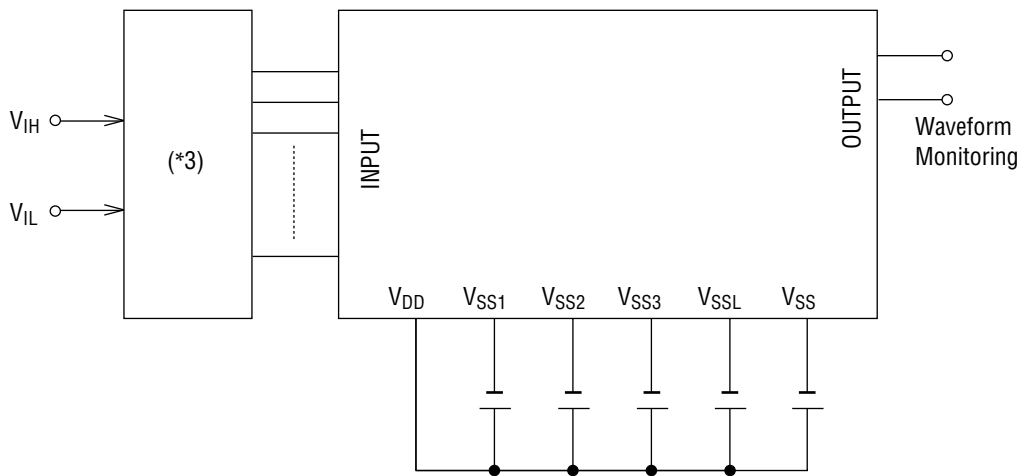 V_IH
V_IL
(*3)
INPUT
OUTPUT
Waveform
Monitoring
V_DD V_SS1 V_SS2 V_SS3 V_SSL V_SS